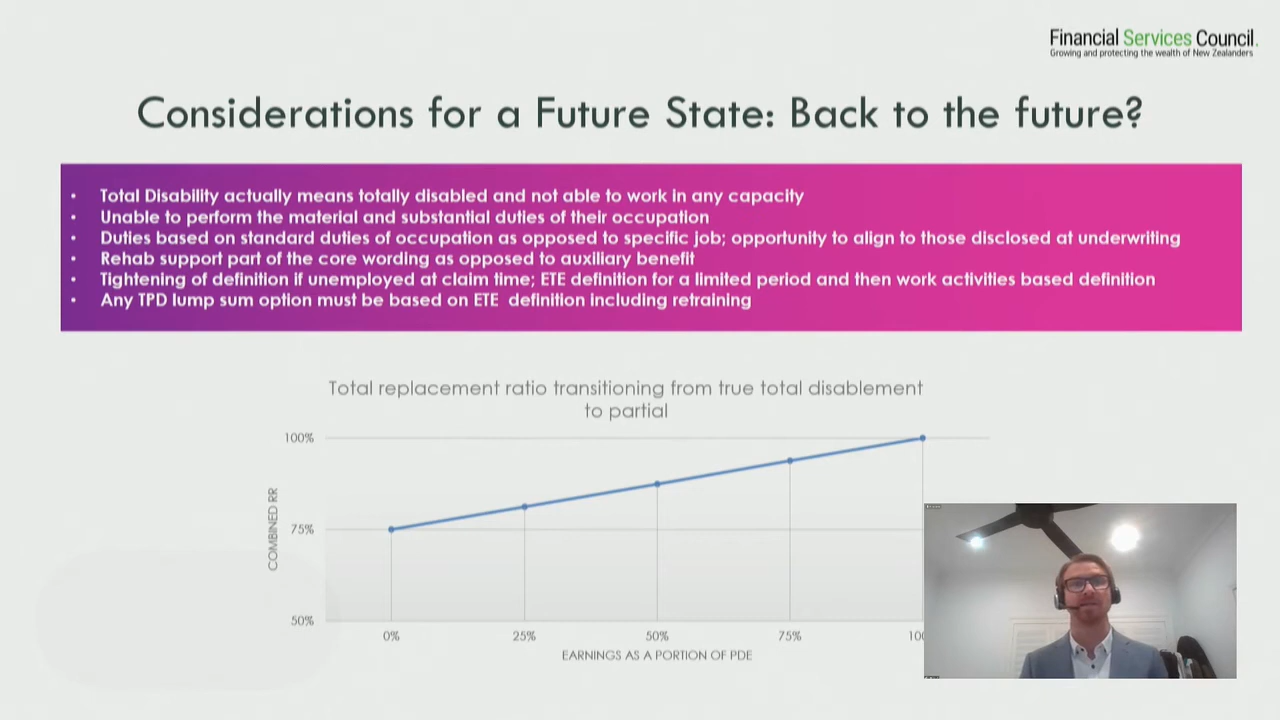 Financial Services Council.
Growing and protecting the wealth of New Zealanders
Considerations for a Future State: Back to the future?
• Total Disability actually means totally disabled and not able to work in any capacity
• Unable to perform the material and substantial duties of their occupation
• Duties based on standard duties of occupation as opposed to specific job; opportunity to align to those disclosed at underwriting
• Rehab support part of the core wording as opposed to auxiliary benefit
• Tightening of definition if unemployed at claim time; ETE definition for a limited period and then work activities based definition
• Any TPD lump sum option must be based on ETE definition including retraining
Total replacement ratio transitioning from true total disablement
to partial
100%
75%
50%
COMBINED RR
0% 25% 50% 75% 100
EARNINGS AS A PORTION OF PDE